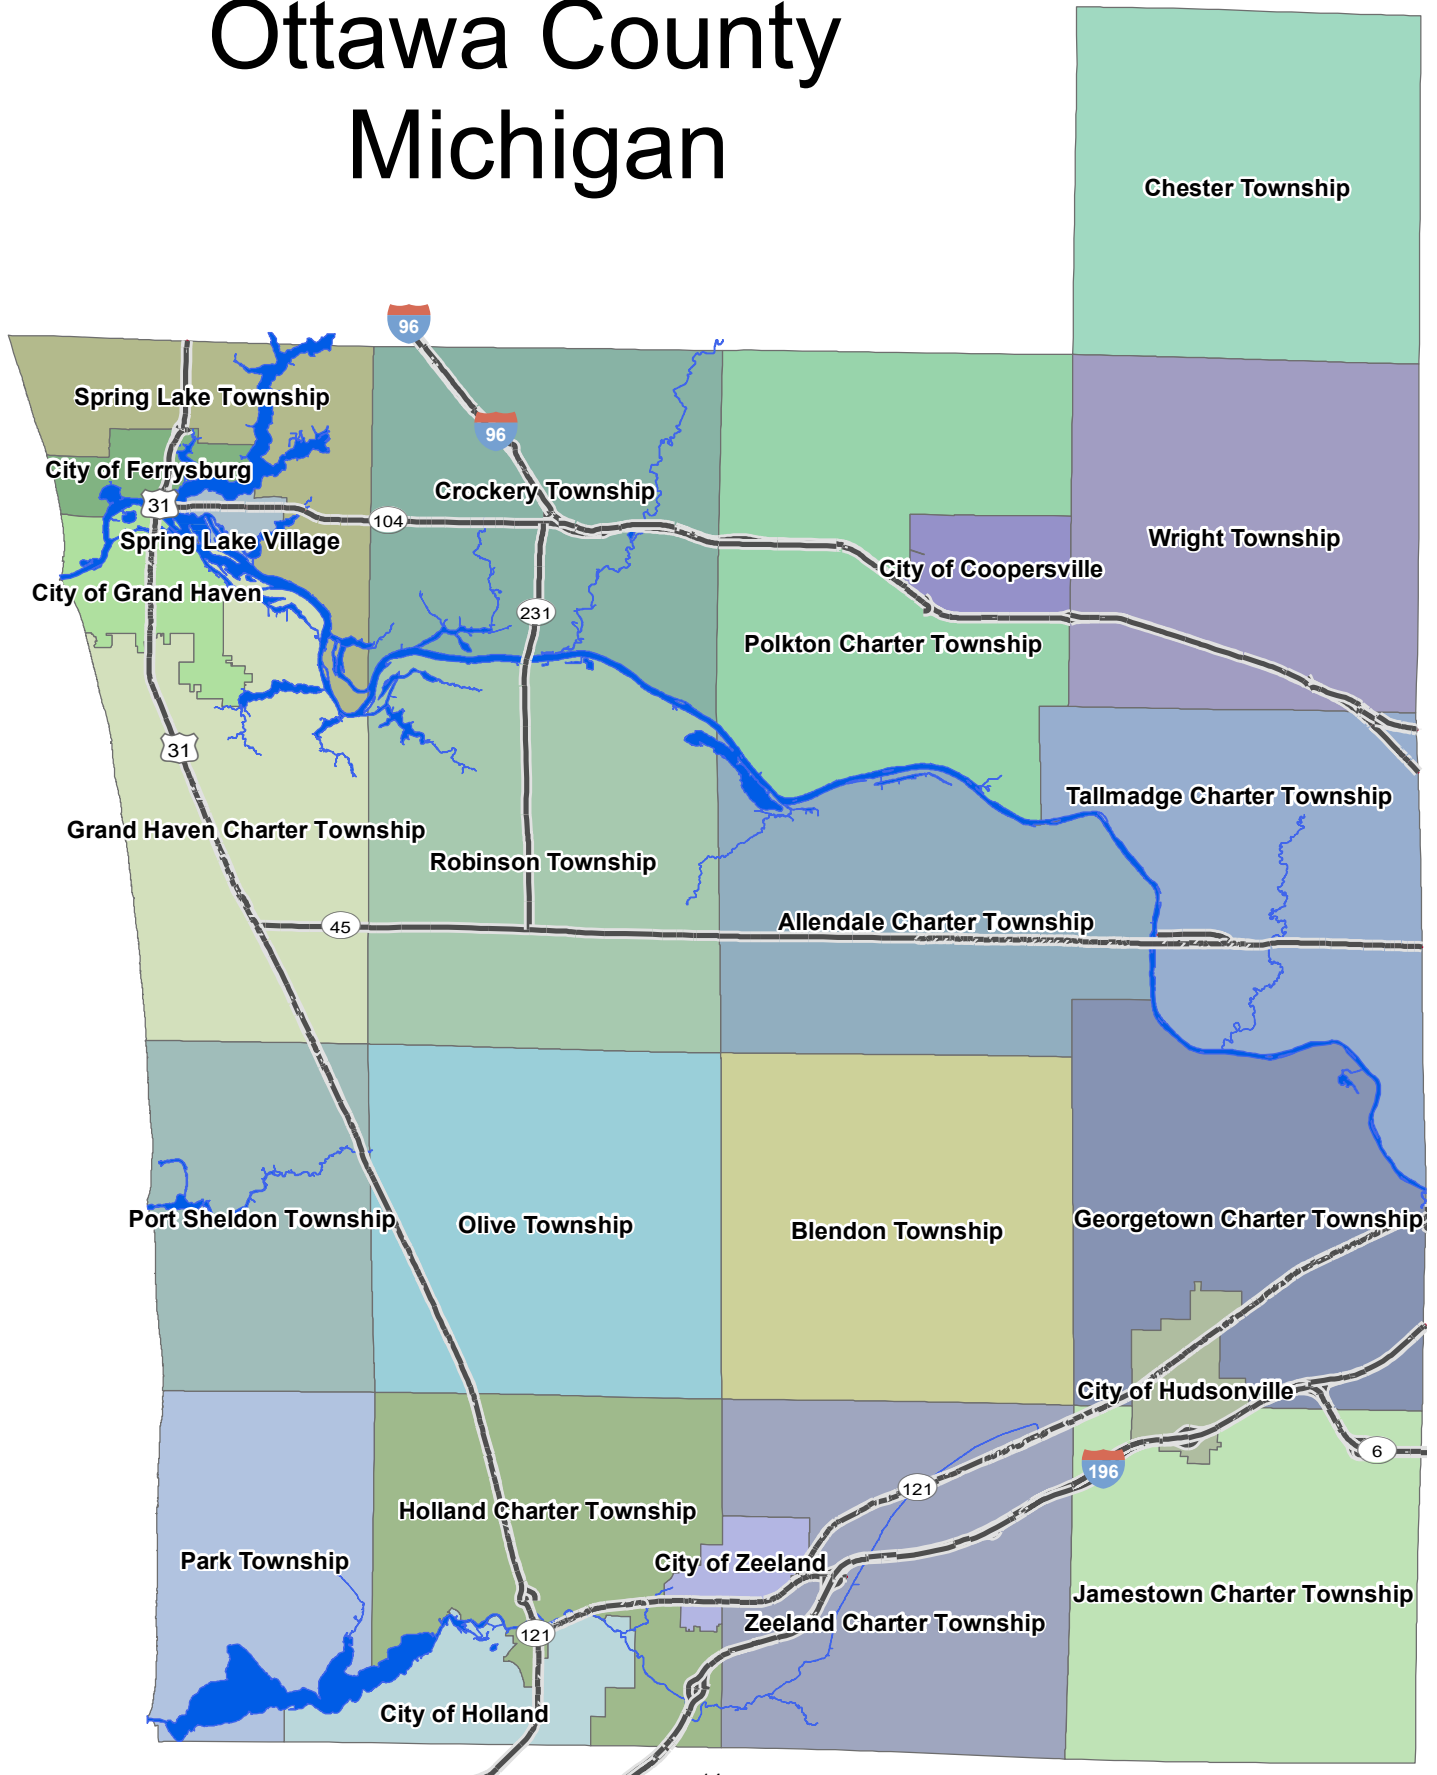 Ottawa County
Michigan
Chester Township
96
Spring Lake Township
96
City of Ferrysburg
Crockery Township
31
104
Spring Lake Village
Wright Township
City of Coopersville
City of Grand Haven
231
Polkton Charter Township
31
Tallmadge Charter Township
Grand Haven Charter Township
Robinson Township
45
Allendale Charter Township
Port Sheldon Township
Olive Township
Blendon Township
Georgetown Charter Township
City of Hudsonville
6
196
121
Holland Charter Township
Park Township
City of Zeeland
Jamestown Charter Township
Zeeland Charter Township
121
City of Holland